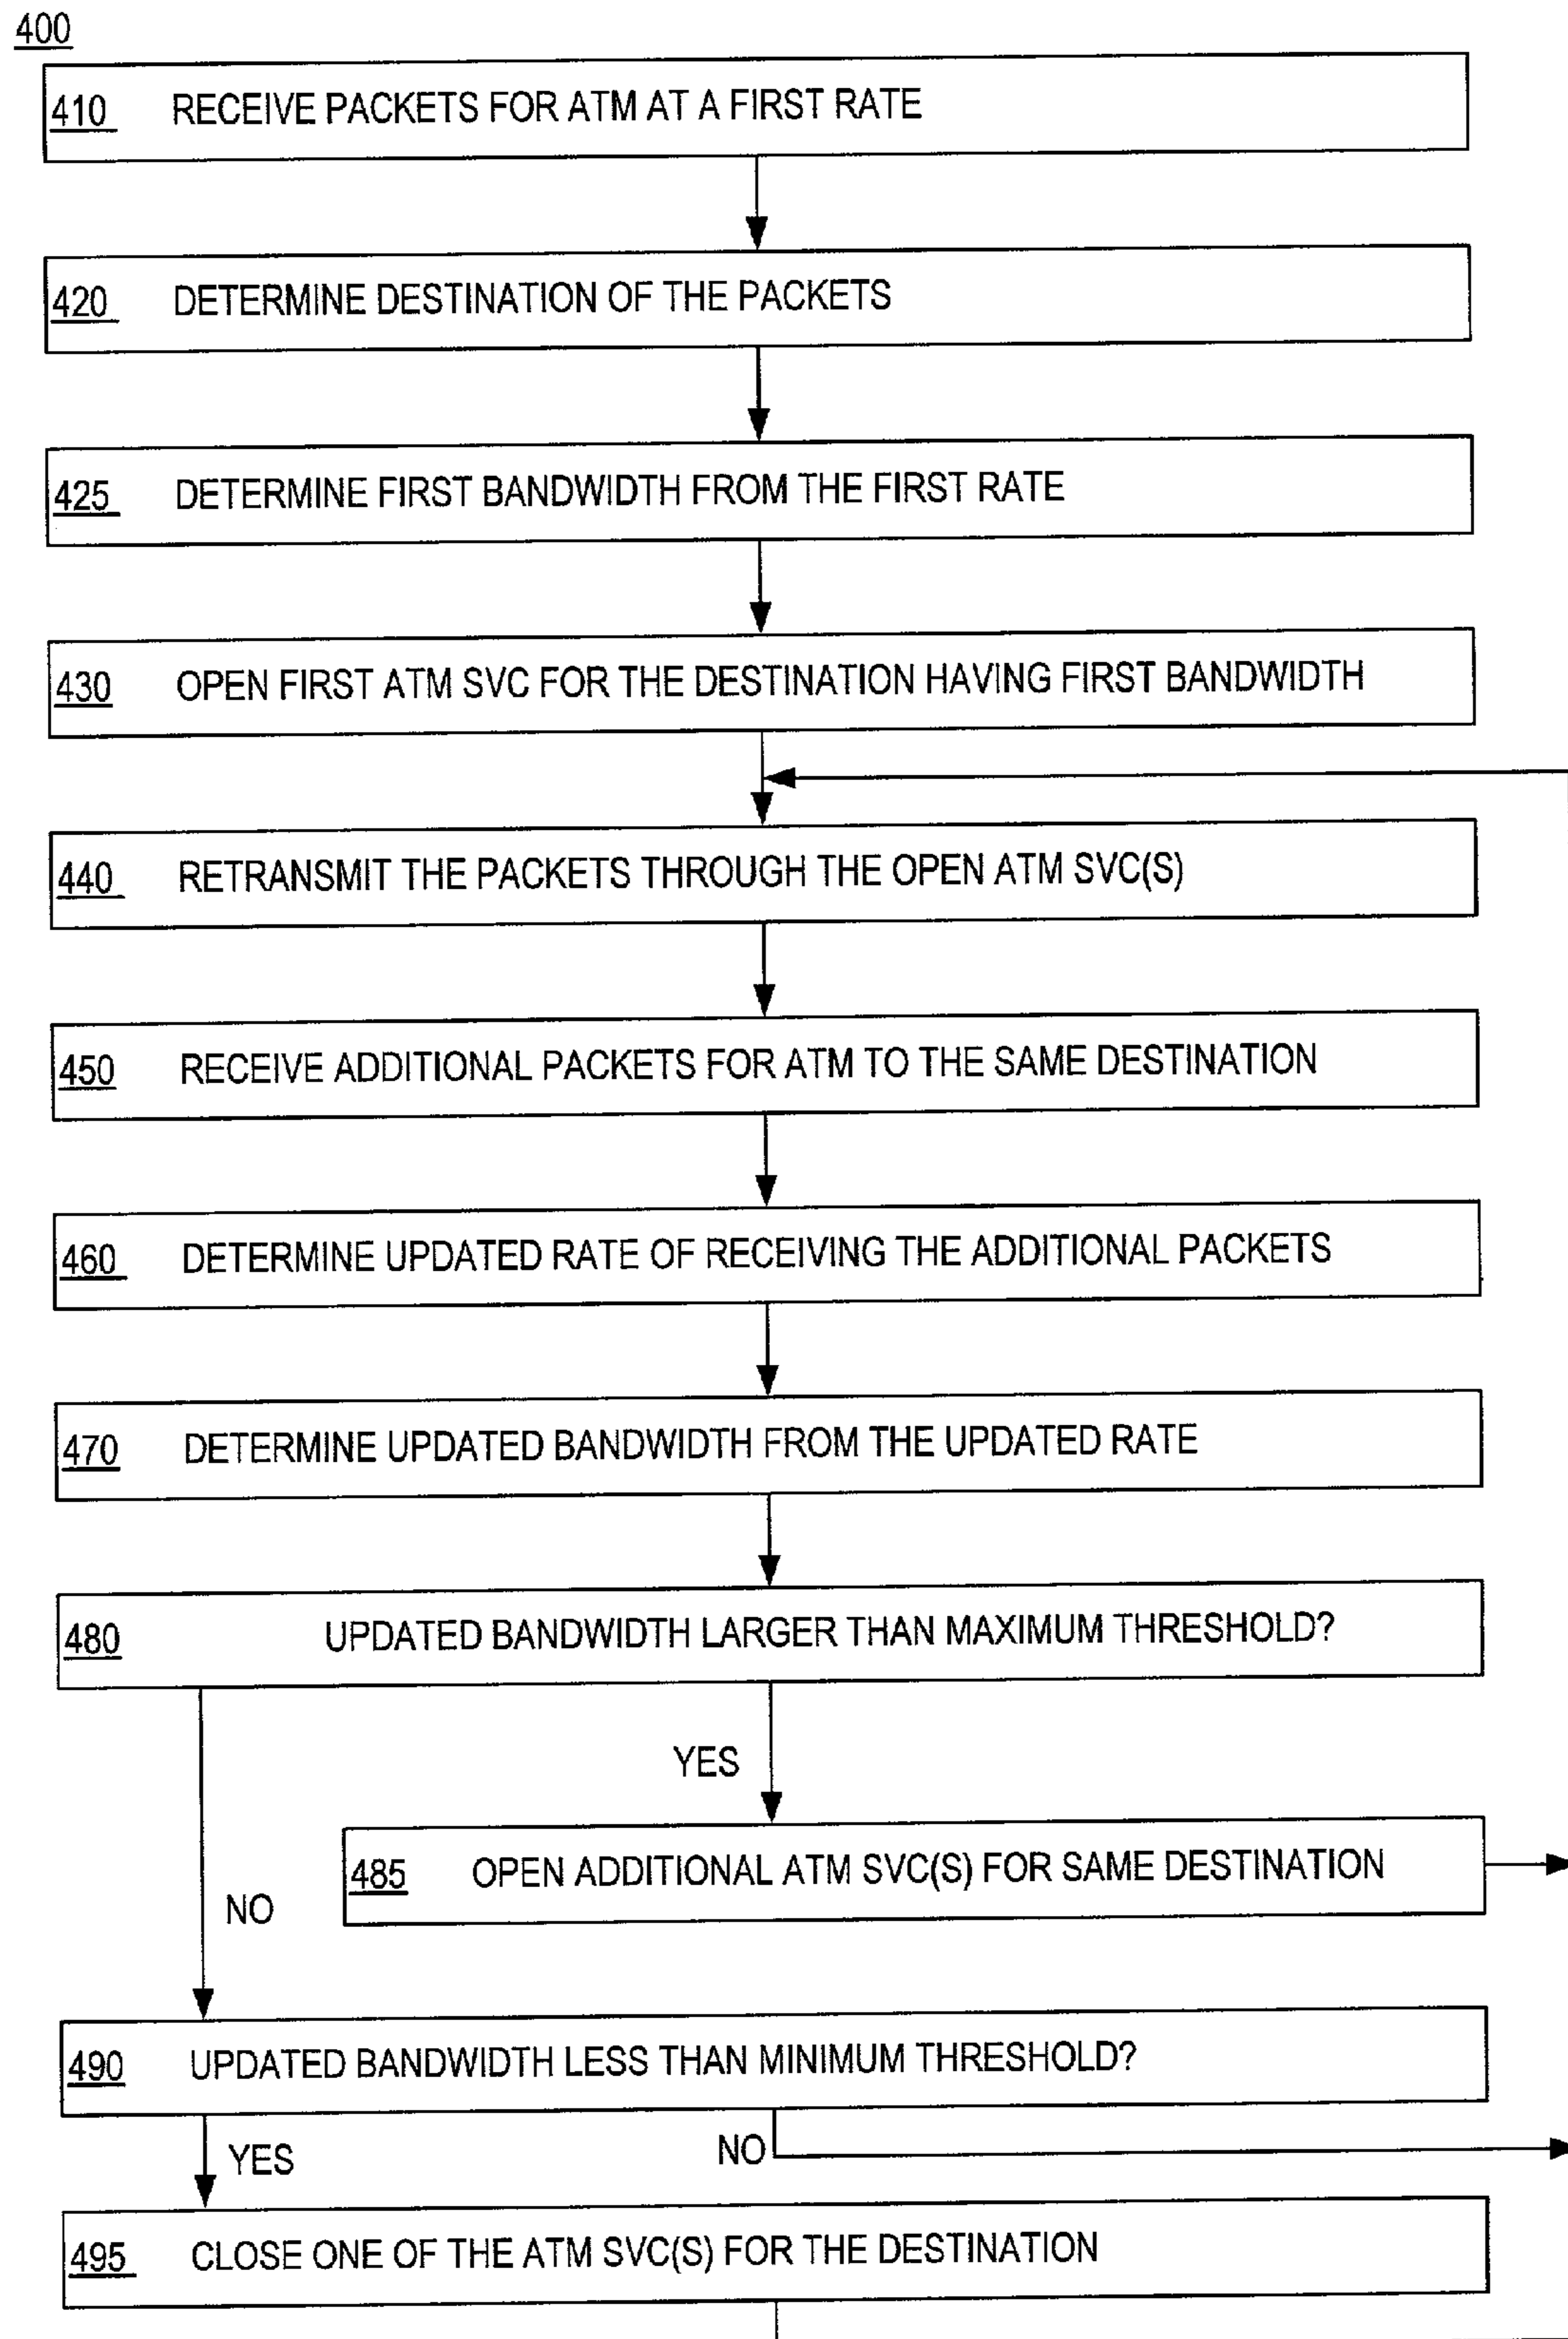 400
410 RECEIVE PACKETS FOR ATM AT A FIRST RATE
420 DETERMINE DESTINATION OF THE PACKETS
425 DETERMINE FIRST BANDWIDTH FROM THE FIRST RATE
430 OPEN FIRST ATM SVC FOR THE DESTINATION HAVING FIRST BANDWIDTH
440 RETRANSMIT THE PACKETS THROUGH THE OPEN ATM SVC(S)
450 RECEIVE ADDITIONAL PACKETS FOR ATM TO THE SAME DESTINATION
460 DETERMINE UPDATED RATE OF RECEIVING THE ADDITIONAL PACKETS
470 DETERMINE UPDATED BANDWIDTH FROM THE UPDATED RATE
480 UPDATED BANDWIDTH LARGER THAN MAXIMUM THRESHOLD?
YES
485 OPEN ADDITIONAL ATM SVC(S) FOR SAME DESTINATION
NO
490 UPDATED BANDWIDTH LESS THAN MINIMUM THRESHOLD?
YES NO
495 CLOSE ONE OF THE ATM SVC(S) FOR THE DESTINATION